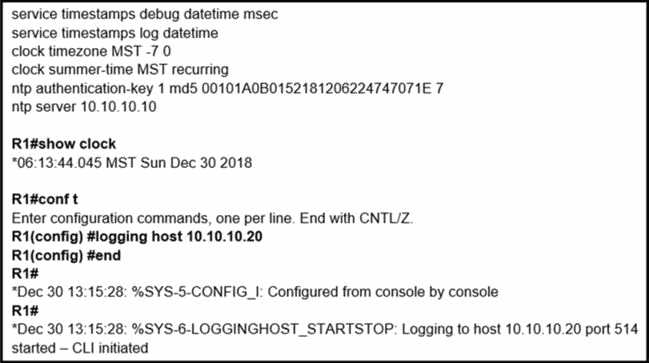 service timestamps debug datetime msec
service timestamps log datetime
clock timezone MST -7 0
clock summer-time MST recurring
ntp authentication-key 1 md5 00101A0B0152181206224747071E 7
ntp server 10.10.10.10
R1#show clock
*06:13:44.045 MST Sun Dec 30 2018
R1#conf t
Enter configuration commands, one per line. End with CNTL/Z.
R1(config) #logging host 10.10.10.20
R1(config) #end
R1#
*Dec 30 13:15:28: %SYS-5-CONFIG_I: Configured from console by console
R1#
*Dec 30 13:15:28: %SYS-6-LOGGINGHOST_STARTSTOP: Logging to host 10.10.10.20 port 514
started – CLI initiated